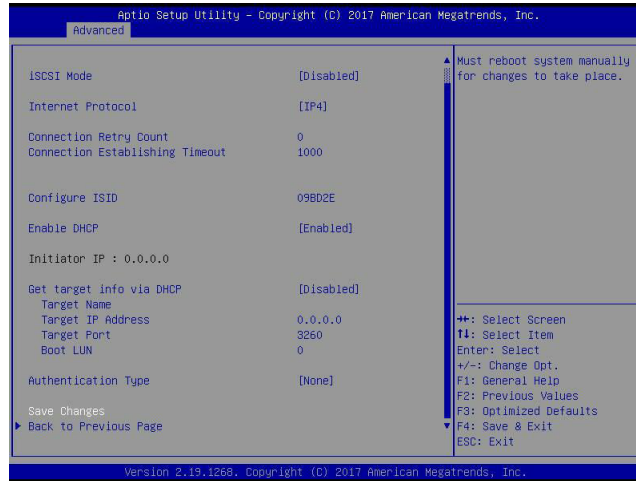 Aptio Setup Utility – Copyright (C) 2017 American Megatrends, Inc.
Advanced
iSCSI Mode [Disabled]
Internet Protocol [IP4]
Connection Retry Count 0
Connection Establishing Timeout 1000
Configure ISID 09BD2E
Enable DHCP [Enabled]
Initiator IP : 0.0.0.0
Get target info via DHCP [Disabled]
Target Name
Target IP Address 0.0.0.0
Target Port 3260
Boot LUN 0
Authentication Type [None]
Save Changes
Back to Previous Page
Must reboot system manually
for changes to take place.
→←: Select Screen
↑↓: Select Item
Enter: Select
+/-: Change Opt.
F1: General Help
F2: Previous Values
F3: Optimized Defaults
F4: Save & Exit
ESC: Exit
Version 2.19.1268. Copyright (C) 2017 American Megatrends, Inc.